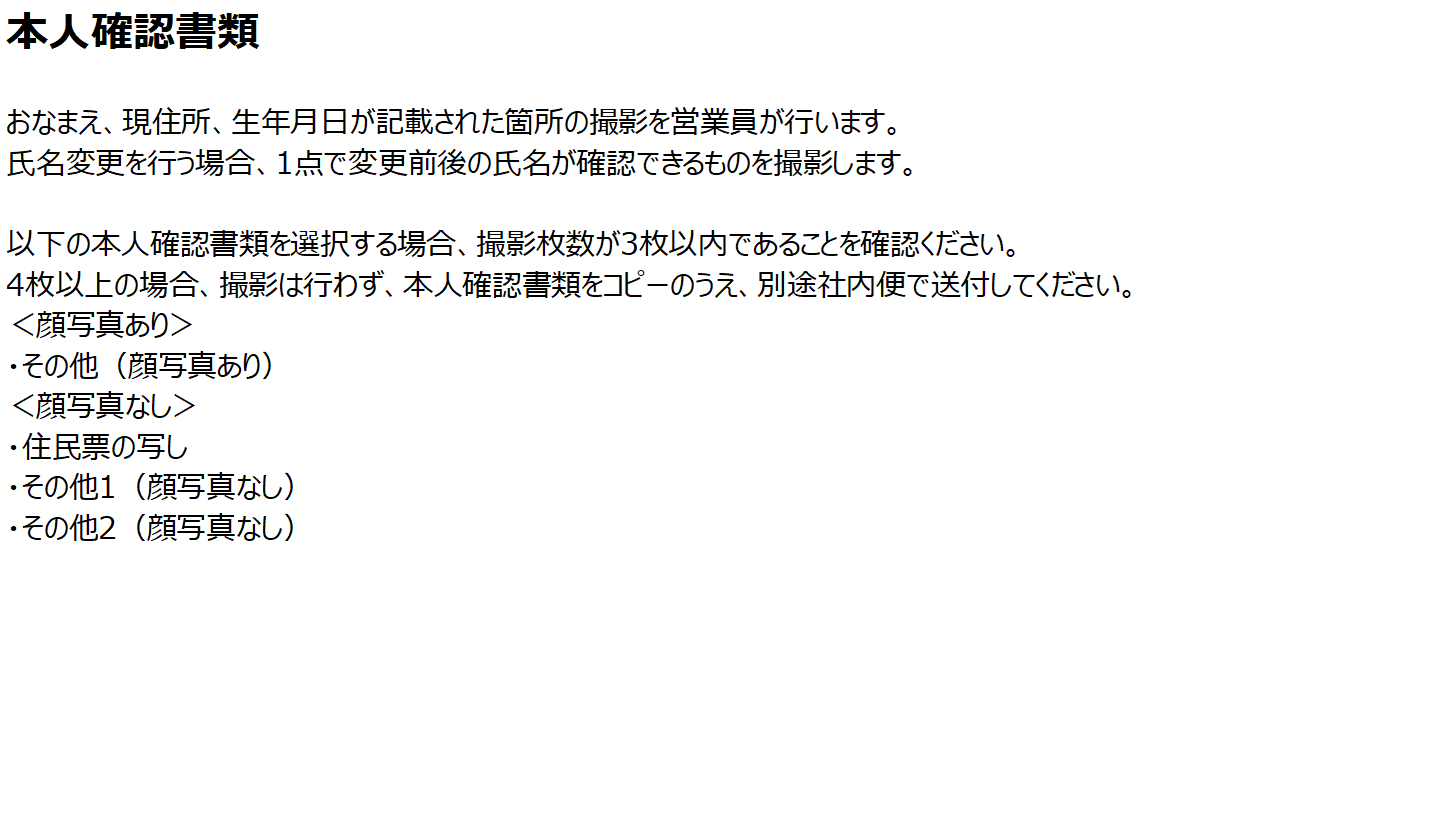 本人確認書類
おなまえ、現住所、生年月日が記載された箇所の撮影を営業員が行います。
氏名変更を行う場合、1点で変更前後の氏名が確認できるものを撮影します。
以下の本人確認書類を選択する場合、撮影枚数が3枚以内であることを確認ください。
4枚以上の場合、撮影は行わず、本人確認書類をコピーのうえ、別途社内便で送付してください。
＜顔写真あり＞
・その他（顔写真あり）
＜顔写真なし＞
・住民票の写し
・その他1（顔写真なし）
・その他2（顔写真なし）